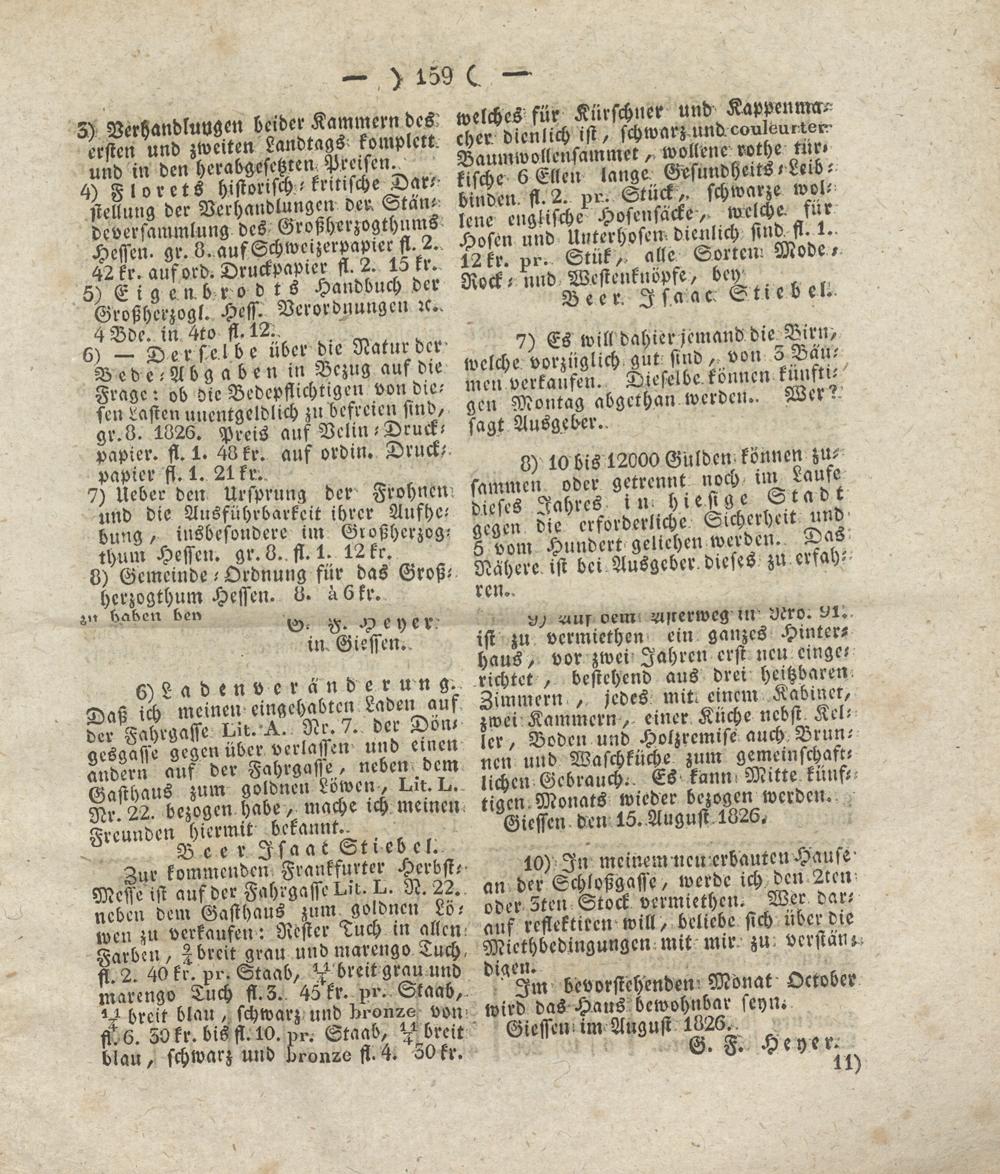 — ) 159 ( —
3) Verhandlungen beider Kammern des
ersten und zweiten Landtags komplett
und in den herabgesetzten Preisen.
4) Florets historisch-kritische Dar-
stellung der Verhandlungen der Stän-
deversammlung des Großherzogthums
Hessen. gr. 8. auf Schweizerpapier fl. 2.
42 kr. auf ord. Druckpapier fl. 2. 15 kr.
5) Eigenbrodts Handbuch der
Großherzogl. Hess. Verordnungen ꝛc.
4 Bde. in 4to fl. 12.
6) — Derselbe über die Natur der
Bede-Abgaben in Bezug auf die
Frage: ob die Bedepflichtigen von die-
sen Lasten unentgeldlich zu befreien sind,
gr. 8. 1826. Preis auf Velin-Druck-
papier. fl. 1. 48 kr. auf ordin. Druck-
papier fl. 1. 21 kr.
7) Ueber den Ursprung der Frohnen
und die Ausführbarkeit ihrer Aufhe-
bung, insbesondere im Großherzog-
thum Hessen. gr. 8. fl. 1. 12 kr.
8) Gemeinde-Ordnung für das Groß-
herzogthum Hessen. 8. à 6 kr.
zu haben bey
G. F. Heyer
in Giessen.
6) Ladenveränderung.
Daß ich meinen eingehabten Laden auf
der Fahrgasse Lit. A. Nr. 7. der Dön-
gesgasse gegen über verlassen und einen
andern auf der Fahrgasse, neben dem
Gasthaus zum goldnen Löwen, Lit. L.
Nr. 22. bezogen habe, mache ich meinen
Freunden hiermit bekannt.
Beer Isaac Stiebel.
Zur kommenden Frankfurter Herbst-
Messe ist auf der Fahrgasse Lit. L. N. 22.
neben dem Gasthaus zum goldnen Lö-
wen zu verkaufen: Rester Tuch in allen
Farben, breit grau und marengo Tuch
fl. 2. 40 kr. pr. Staab, 11/4 breit grau und
marengo Tuch fl. 3. 45 kr. pr. Staab,
11/4 breit blau, schwarz und bronze von
fl. 6. 30 kr. bis fl. 10. pr. Staab, 11/4 breit
blau, schwarz und bronze fl. 4. 30 kr.
welches für Kürschner und Kappenma-
cher dienlich ist, schwarz und couleurter
Baumwollensammet, wollene rothe tür-
kische 6 Ellen lange Gesundheits-Leib-
binden fl. 2. pr. Stück, schwarze wol-
lene englische Hosensäcke, welche für
Hosen und Unterhosen dienlich sind fl. 1.
12 kr. pr. Stük, alle Sorten Mode-
Rock- und Westenknöpfe, bey
Beer Isaac Stiebel.
7) Es will dahier jemand die Birn,
welche vorzüglich gut sind, von 3 Bäu-
men verkaufen. Dieselbe können künfti-
gen Montag abgethan werden. Wer?
sagt Ausgeber.
8) 10 bis 12000 Gulden können zu-
sammen oder getrennt noch im Laufe
dieses Jahres in hiesige Stadt
gegen die erforderliche Sicherheit und
5 vom Hundert geliehen werden. Das
Nähere ist bei Ausgeber dieses zu erfah-
ren.
9) Auf dem Asterweg in Nro. 91.
ist zu vermiethen ein ganzes Hinter-
haus, vor zwei Jahren erst neu einge-
richtet, bestehend aus drei heitzbaren
Zimmern, jedes mit einem Kabinet,
zwei Kammern, einer Küche nebst Kel-
ler, Boden und Holzremise auch Brun-
nen und Waschküche zum gemeinschaft-
lichen Gebrauch. Es kann Mitte künf-
tigen Monats wieder bezogen werden.
Giessen den 15. August 1826.
10) In meinem neu erbauten Hause
an der Schloßgasse, werde ich den 2ten
oder 3ten Stock vermiethen. Wer dar-
auf reflektiren will, beliebe sich über die
Miethbedingungen mit mir zu verstän-
digen.
Im bevorstehenden Monat October
wird das Haus bewohnbar seyn.
Giessen im August 1826.
G. F. Heyer.
11)